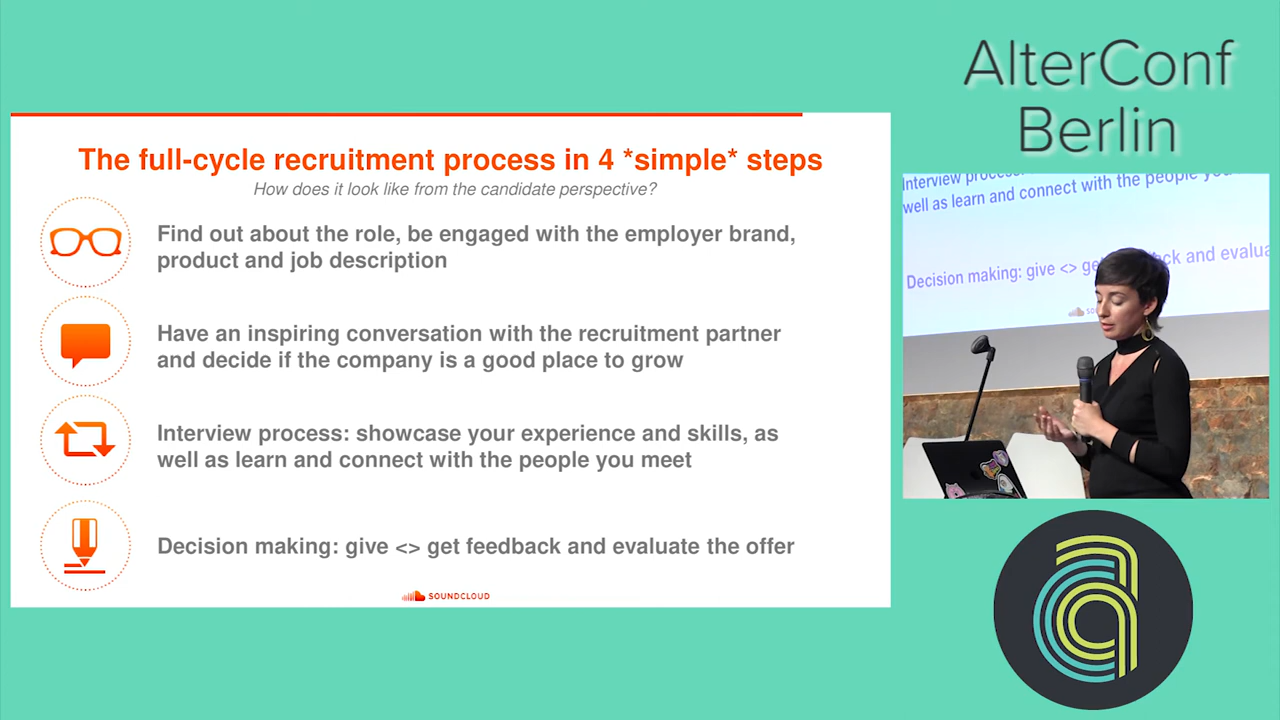 The full-cycle recruitment process in 4 *simple* steps
How does it look like from the candidate perspective?
Find out about the role, be engaged with the employer brand,
product and job description
Have an inspiring conversation with the recruitment partner
and decide if the company is a good place to grow
Interview process: showcase your experience and skills, as
well as learn and connect with the people you meet
Decision making: give <> get feedback and evaluate the offer
SOUNDCLOUD
AlterConf
Berlin
Interview process:
well as learn and connect with the people you
Decision making: give <> get and evalua